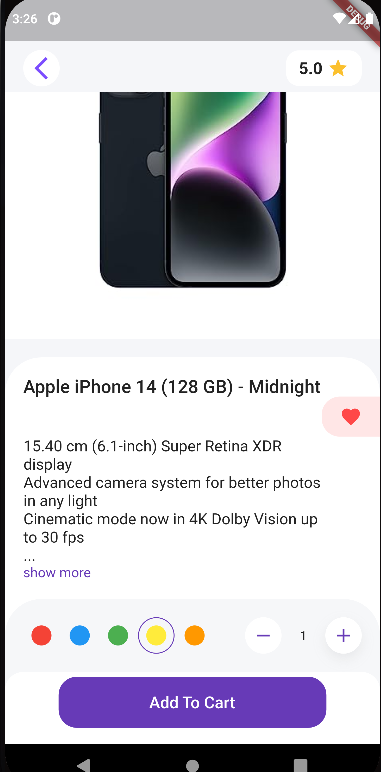 3:26
DEBUG
5.0
Apple iPhone 14 (128 GB) - Midnight
15.40 cm (6.1-inch) Super Retina XDR
display
Advanced camera system for better photos
in any light
Cinematic mode now in 4K Dolby Vision up
to 30 fps
...
show more
1
Add To Cart